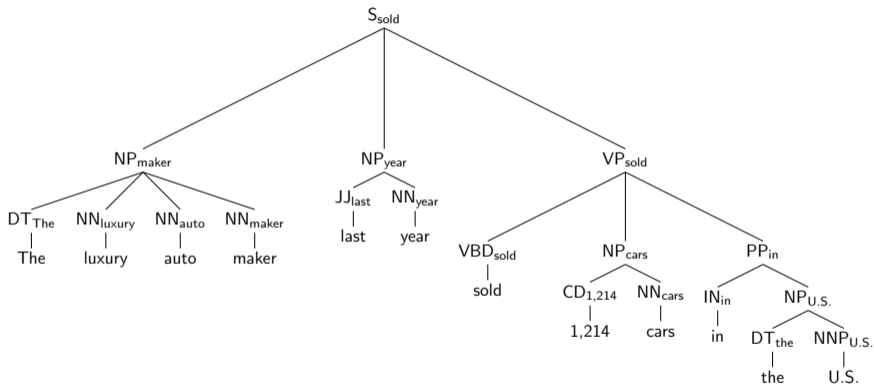 S_sold
NP_maker NP_year VP_sold
DT_The NN_luxury NN_auto NN_maker JJ_last NN_year
The luxury auto maker last year
VBD_sold NP_cars PP_in
sold CD_1,214 NN_cars IN_in NP_U.S.
1,214 cars in DT_the NNP_U.S.
the U.S.